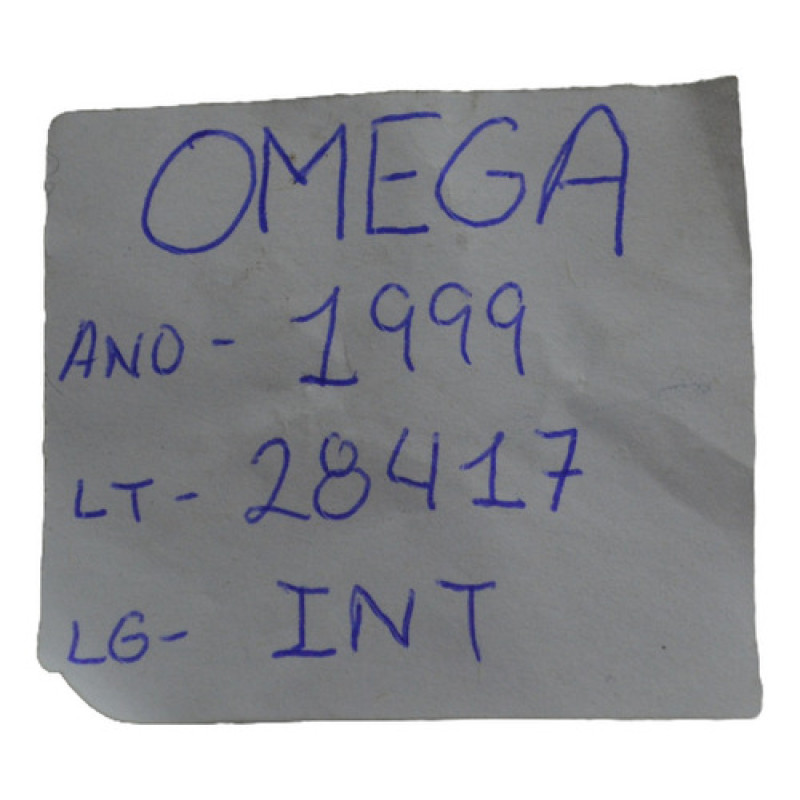 OMEGA
ANO - 1999
LT - 28417
LG - INT